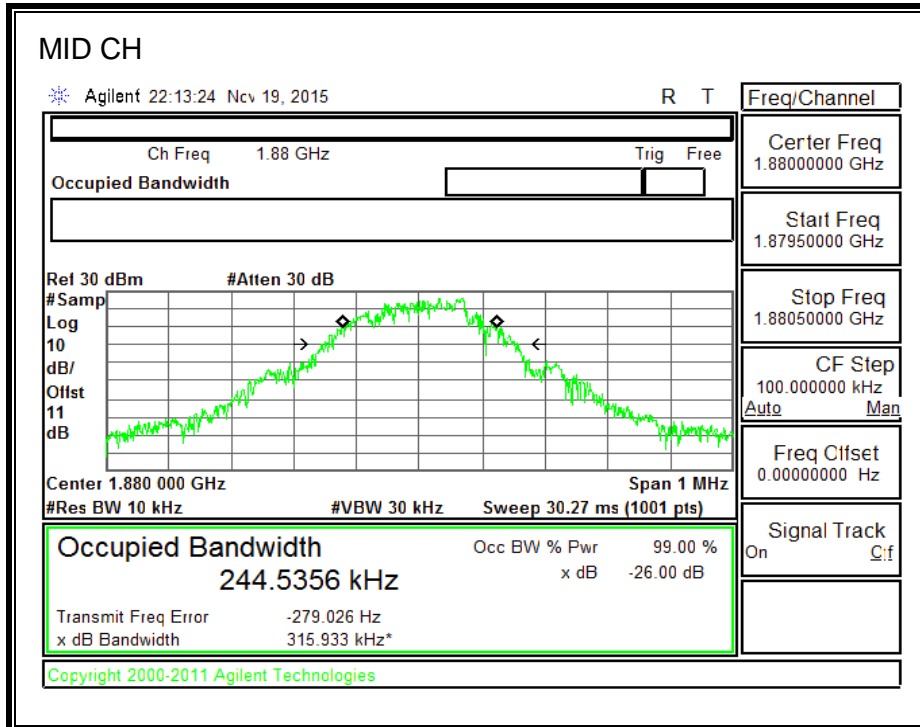 MID CH
Agilent 22:13:24 Nov 19, 2015 R T
Ch Freq 1.88 GHz Trig Free
Occupied Bandwidth
Ref 30 dBm #Atten 30 dB
#Samp
Log
10
dB/
Offst
11
dB
Center 1.880 000 GHz Span 1 MHz
#Res BW 10 kHz #VBW 30 kHz Sweep 30.27 ms (1001 pts)
Occupied Bandwidth
244.5356 kHz
Occ BW % Pwr 99.00 %
x dB -26.00 dB
Transmit Freq Error -279.026 Hz
x dB Bandwidth 315.933 kHz*
Copyright 2000-2011 Agilent Technologies
Freq/Channel
Center Freq
1.88000000 GHz
Start Freq
1.87950000 GHz
Stop Freq
1.88050000 GHz
CF Step
100.000000 kHz
Auto Man
Freq Offset
0.00000000 Hz
Signal Track
On Off